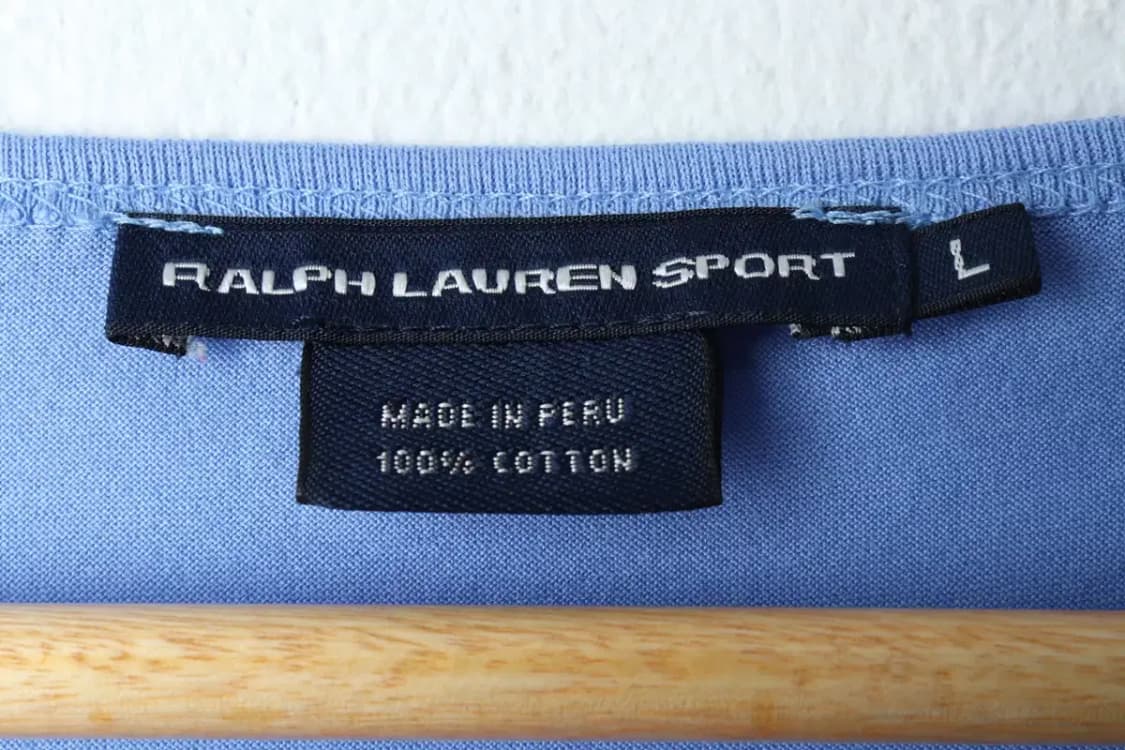 RALPH LAUREN SPORT
L
MADE IN PERU
100% COTTON